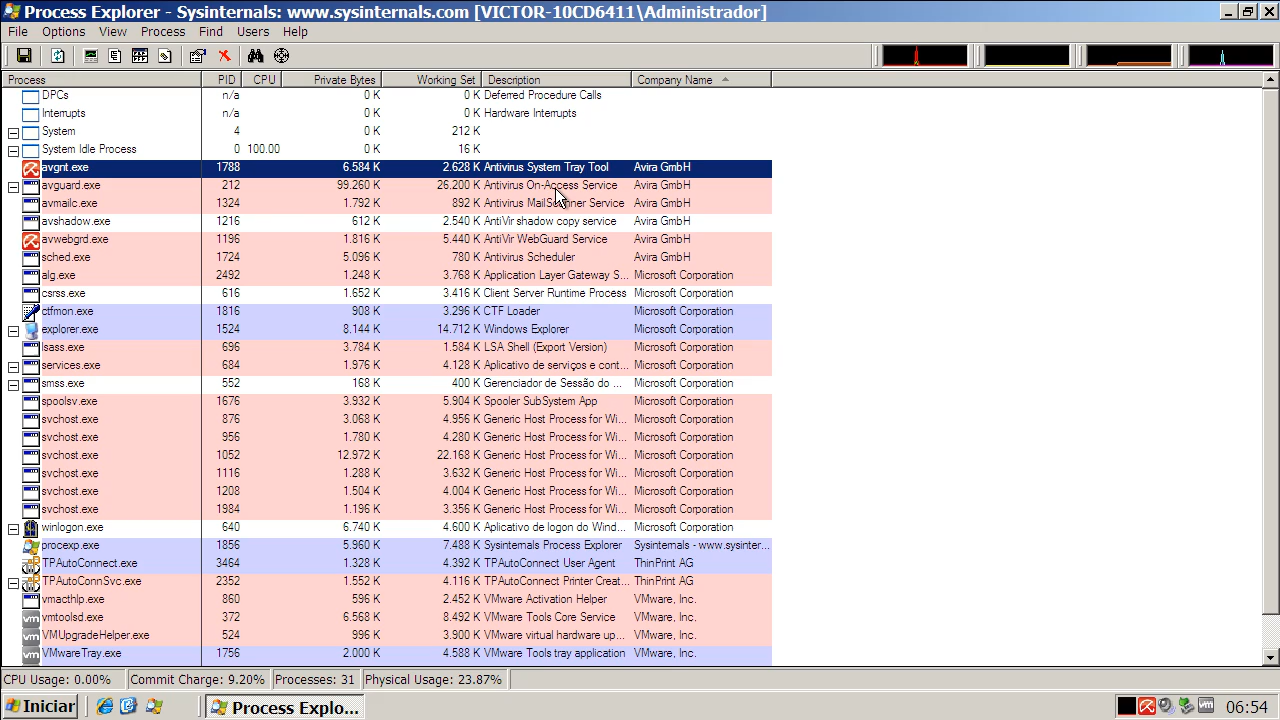 Process Explorer - Sysinternals: www.sysinternals.com [VICTOR-10CD6411\Administrador]
File Options View Process Find Users Help
Process PID CPU Private Bytes Working Set Description Company Name
DPCs n/a 0 K 0 K Deferred Procedure Calls
Interrupts n/a 0 K 0 K Hardware Interrupts
System 4 0 K 212 K
System Idle Process 0 100.00 0 K 16 K
avgnt.exe 1788 6.584 K 2.628 K Antivirus System Tray Tool Avira GmbH
avguard.exe 212 99.260 K 26.200 K Antivirus On-Access Service Avira GmbH
avmailc.exe 1324 1.792 K 892 K Antivirus MailScanner Service Avira GmbH
avshadow.exe 1216 612 K 2.540 K AntiVir shadow copy service Avira GmbH
avwebgrd.exe 1196 1.816 K 5.440 K AntiVir WebGuard Service Avira GmbH
sched.exe 1724 5.096 K 780 K Antivirus Scheduler Avira GmbH
alg.exe 2492 1.248 K 3.768 K Application Layer Gateway S... Microsoft Corporation
csrss.exe 616 1.652 K 3.416 K Client Server Runtime Process Microsoft Corporation
ctfmon.exe 1816 908 K 3.296 K CTF Loader Microsoft Corporation
explorer.exe 1524 8.144 K 14.712 K Windows Explorer Microsoft Corporation
lsass.exe 696 3.784 K 1.584 K LSA Shell (Export Version) Microsoft Corporation
services.exe 684 1.976 K 4.128 K Aplicativo de serviços e cont... Microsoft Corporation
smss.exe 552 168 K 400 K Gerenciador de Sessão do ... Microsoft Corporation
spoolsv.exe 1676 3.932 K 5.904 K Spooler SubSystem App Microsoft Corporation
svchost.exe 876 3.068 K 4.956 K Generic Host Process for Wi... Microsoft Corporation
svchost.exe 956 1.780 K 4.280 K Generic Host Process for Wi... Microsoft Corporation
svchost.exe 1052 12.972 K 22.168 K Generic Host Process for Wi... Microsoft Corporation
svchost.exe 1116 1.288 K 3.632 K Generic Host Process for Wi... Microsoft Corporation
svchost.exe 1208 1.504 K 4.004 K Generic Host Process for Wi... Microsoft Corporation
svchost.exe 1984 1.196 K 3.356 K Generic Host Process for Wi... Microsoft Corporation
winlogon.exe 640 6.740 K 4.600 K Aplicativo de logon do Wind... Microsoft Corporation
procexp.exe 1856 5.960 K 7.488 K Sysinternals Process Explorer Sysinternals - www.sysinter...
TPAutoConnect.exe 3464 1.328 K 4.392 K TPAutoConnect User Agent ThinPrint AG
TPAutoConnSvc.exe 2352 1.552 K 4.118 K TPAutoConnect Printer Creat... ThinPrint AG
vmacthlp.exe 860 596 K 2.452 K VMware Activation Helper VMware, Inc.
vmtoolsd.exe 372 6.568 K 8.492 K VMware Tools Core Service VMware, Inc.
VMUpgradeHelper.exe 524 996 K 3.900 K VMware virtual hardware up... VMware, Inc.
VMwareTray.exe 1756 2.000 K 4.588 K VMware Tools tray application VMware, Inc.
CPU Usage: 0.00% Commit Charge: 9.20% Processes: 31 Physical Usage: 23.87%
Iniciar Process Explo... 06:54